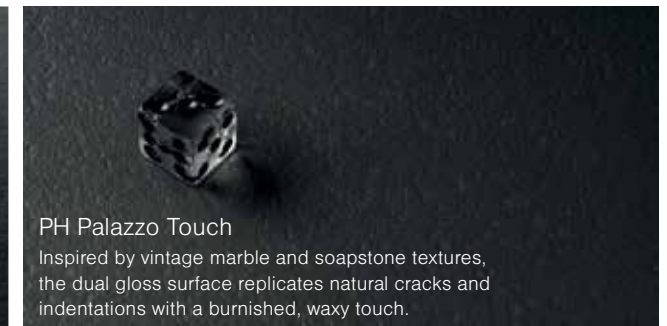 PH Palazzo Touch
Inspired by vintage marble and soapstone textures,
the dual gloss surface replicates natural cracks and
indentations with a burnished, waxy touch.